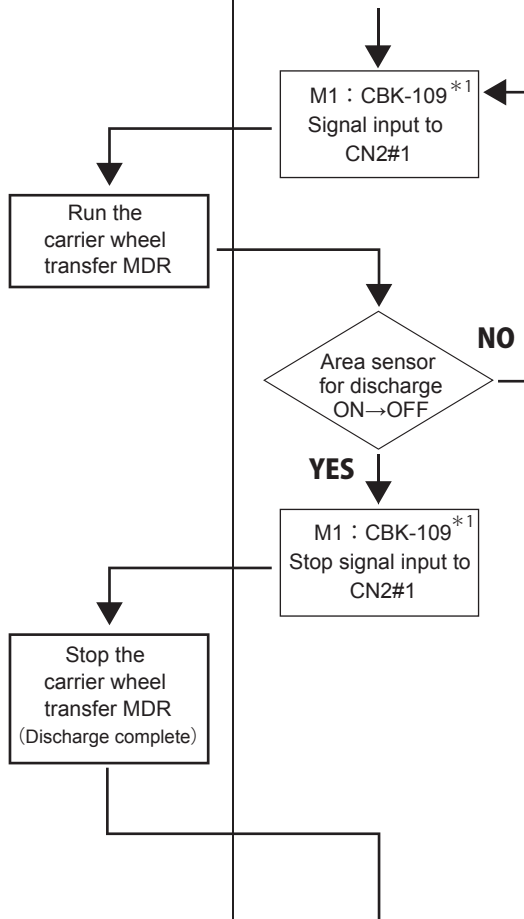 M1：CBK-109＊1
Signal input to
CN2#1
Run the
carrier wheel
transfer MDR
NO
Area sensor
for discharge
ON→OFF
YES
M1：CBK-109＊1
Stop signal input to
CN2#1
Stop the
carrier wheel
transfer MDR
（Discharge complete）